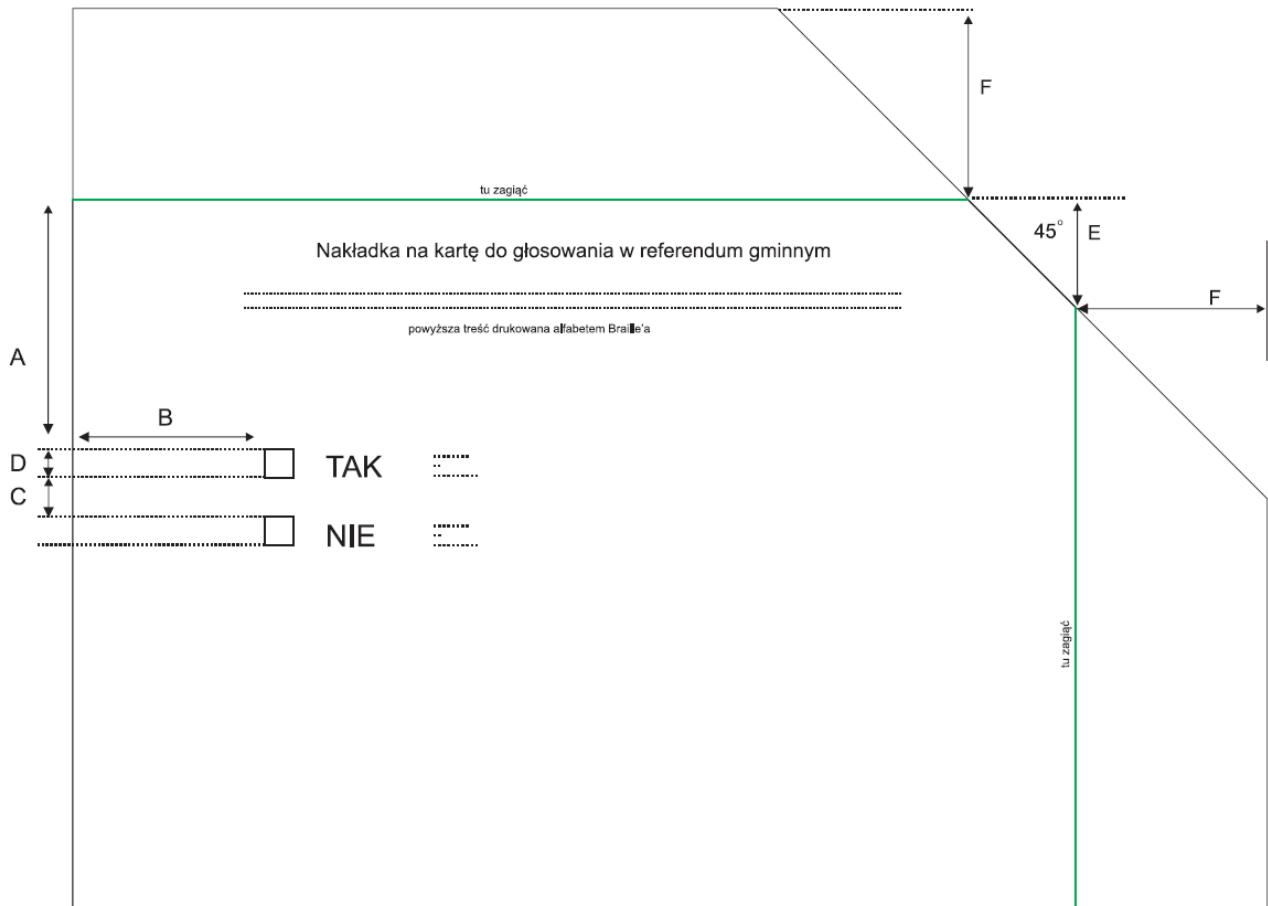 F
tu zagiąć
45° E
Nakładka na kartę do głosowania w referendum gminnym
F
powyższa treść drukowana alfabetem Braille'a
A
B
D
TAK
C
NIE
tu zagiąć